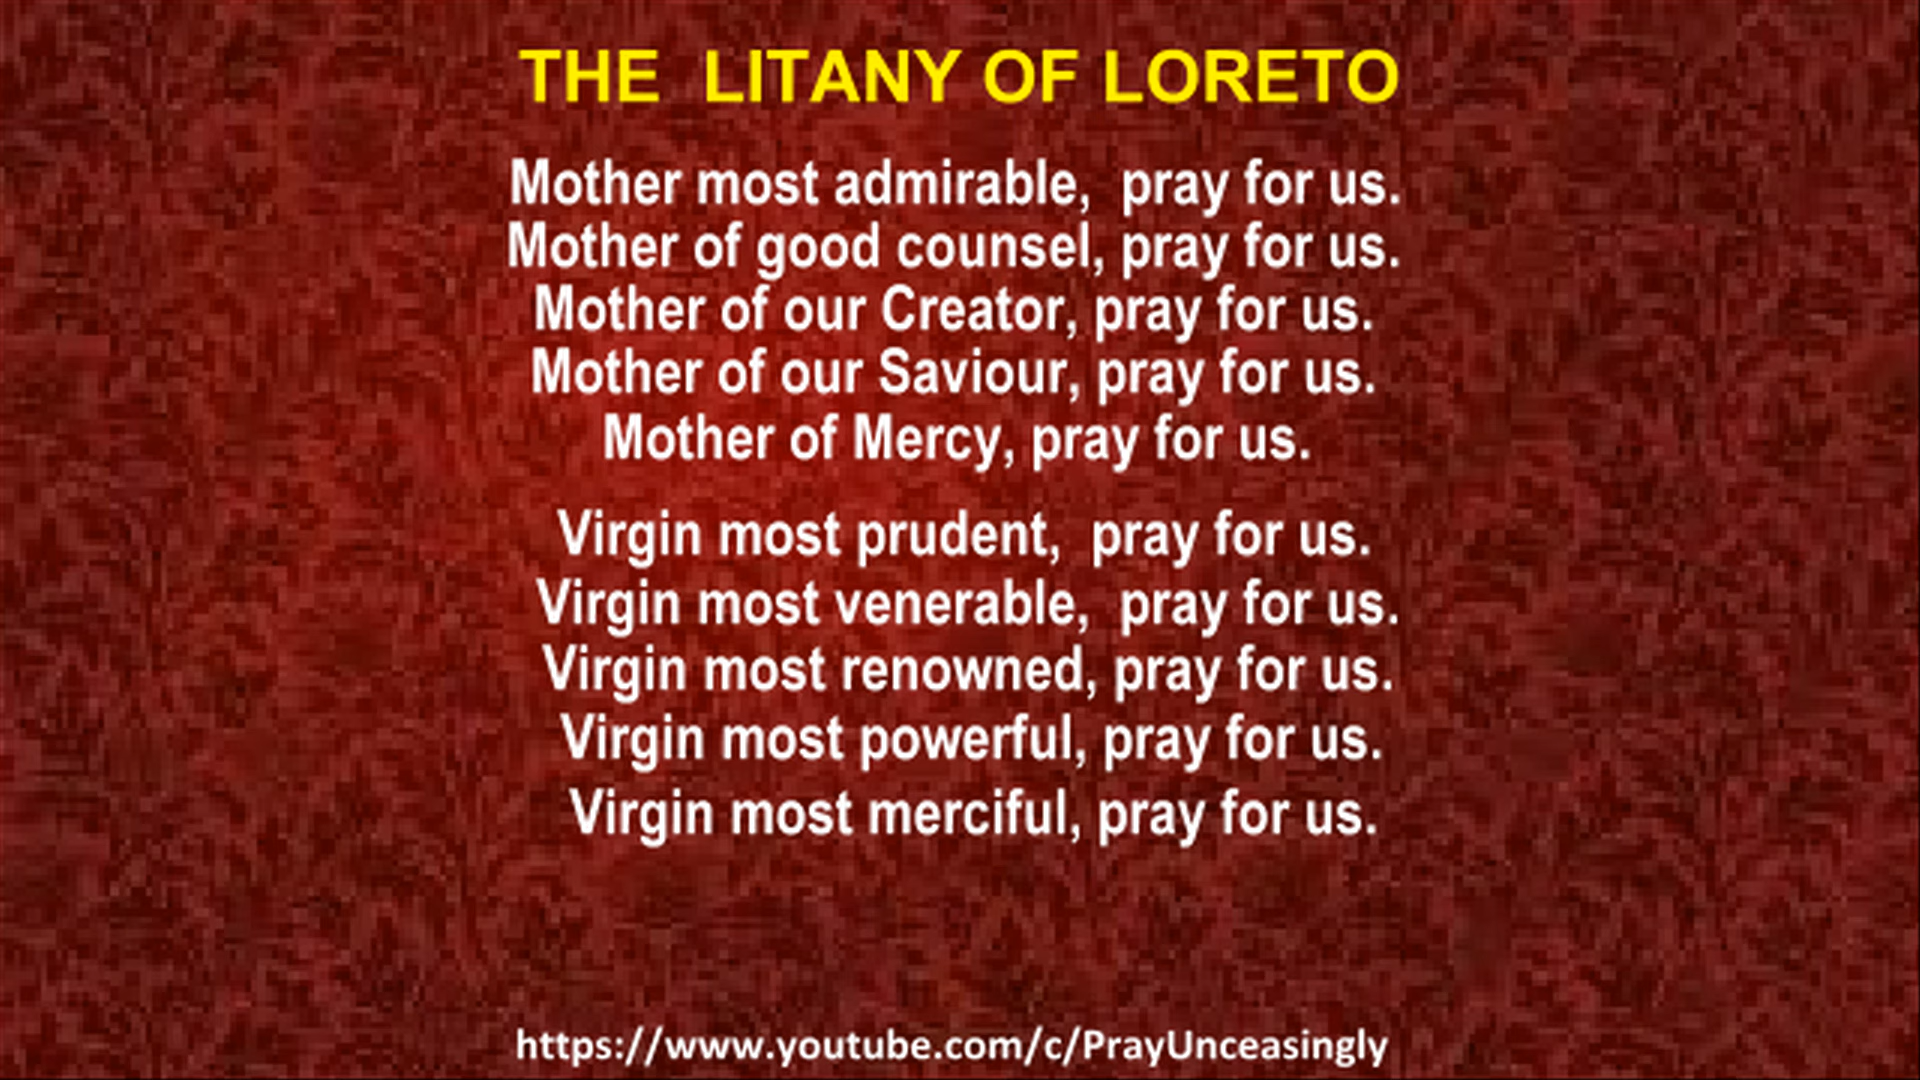 THE LITANY OF LORETO
Mother most admirable, pray for us.
Mother of good counsel, pray for us.
Mother of our Creator, pray for us.
Mother of our Saviour, pray for us.
Mother of Mercy, pray for us.
Virgin most prudent, pray for us.
Virgin most venerable, pray for us.
Virgin most renowned, pray for us.
Virgin most powerful, pray for us.
Virgin most merciful, pray for us.
https://www.youtube.com/c/PrayUnceasingly